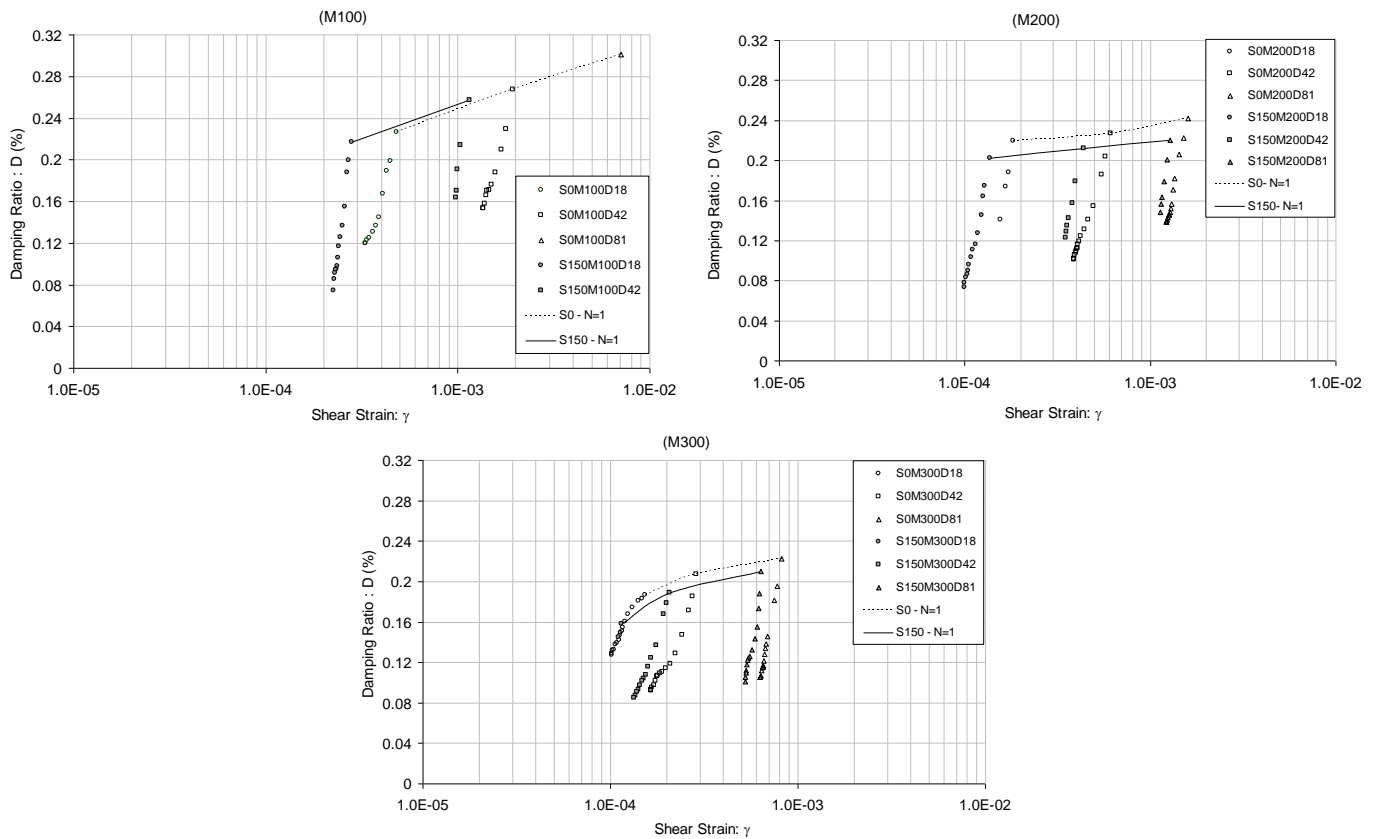 (M100)
0.32
0.28
0.24
0.2
0.16
0.12
0.08
0.04
0
Damping Ratio : D (%)
1.0E-05
1.0E-04
1.0E-03
1.0E-02
Shear Strain: γ
S0M100D18
S0M100D42
S0M100D81
S150M100D18
S150M100D42
S0 - N=1
S150 - N=1
(M200)
0.32
0.28
0.24
0.2
0.16
0.12
0.08
0.04
0
Damping Ratio : D (%)
1.0E-05
1.0E-04
1.0E-03
1.0E-02
Shear Strain: γ
S0M200D18
S0M200D42
S0M200D81
S150M200D18
S150M200D42
S150M200D81
S0- N=1
S150- N=1
(M300)
0.32
0.28
0.24
0.2
0.16
0.12
0.08
0.04
0
Damping Ratio : D (%)
1.0E-05
1.0E-04
1.0E-03
1.0E-02
Shear Strain: γ
S0M300D18
S0M300D42
S0M300D81
S150M300D18
S150M300D42
S150M300D81
S0 - N=1
S150 - N=1